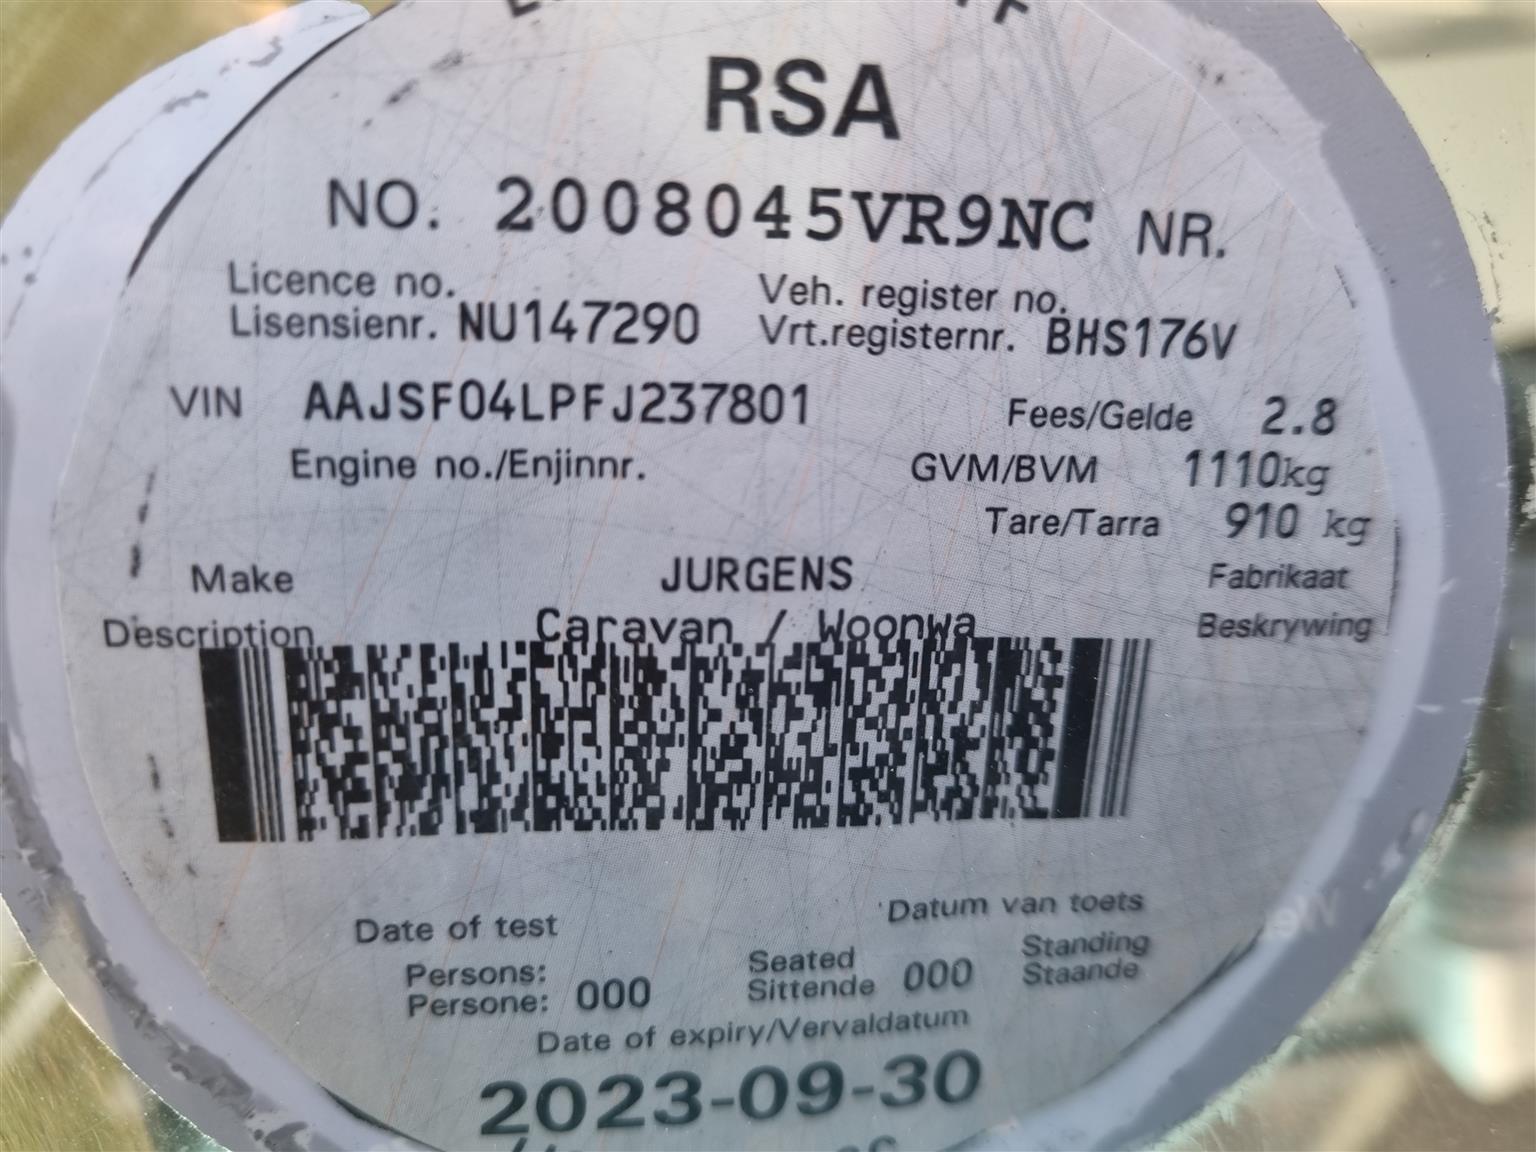 RSA
NO. 2008045VR9NC NR.
Licence no.
Lisensienr. NU147290
Veh. register no.
Vrt.registernr. BHS176V
VIN AAJSF04LPFJ237801 Fees/Gelde 2.8
Engine no./Enjinnr. GVM/BVM 1110kg
Tare/Tarra 910 kg
Make JURGENS Fabrikaat
Description Caravan / Woonwa Beskrywing
Date of test Datum van toets
Persons:
Persone: 000
Seated
Sittende 000
Standing
Staande
Date of expiry/Vervaldatum
2023-09-30